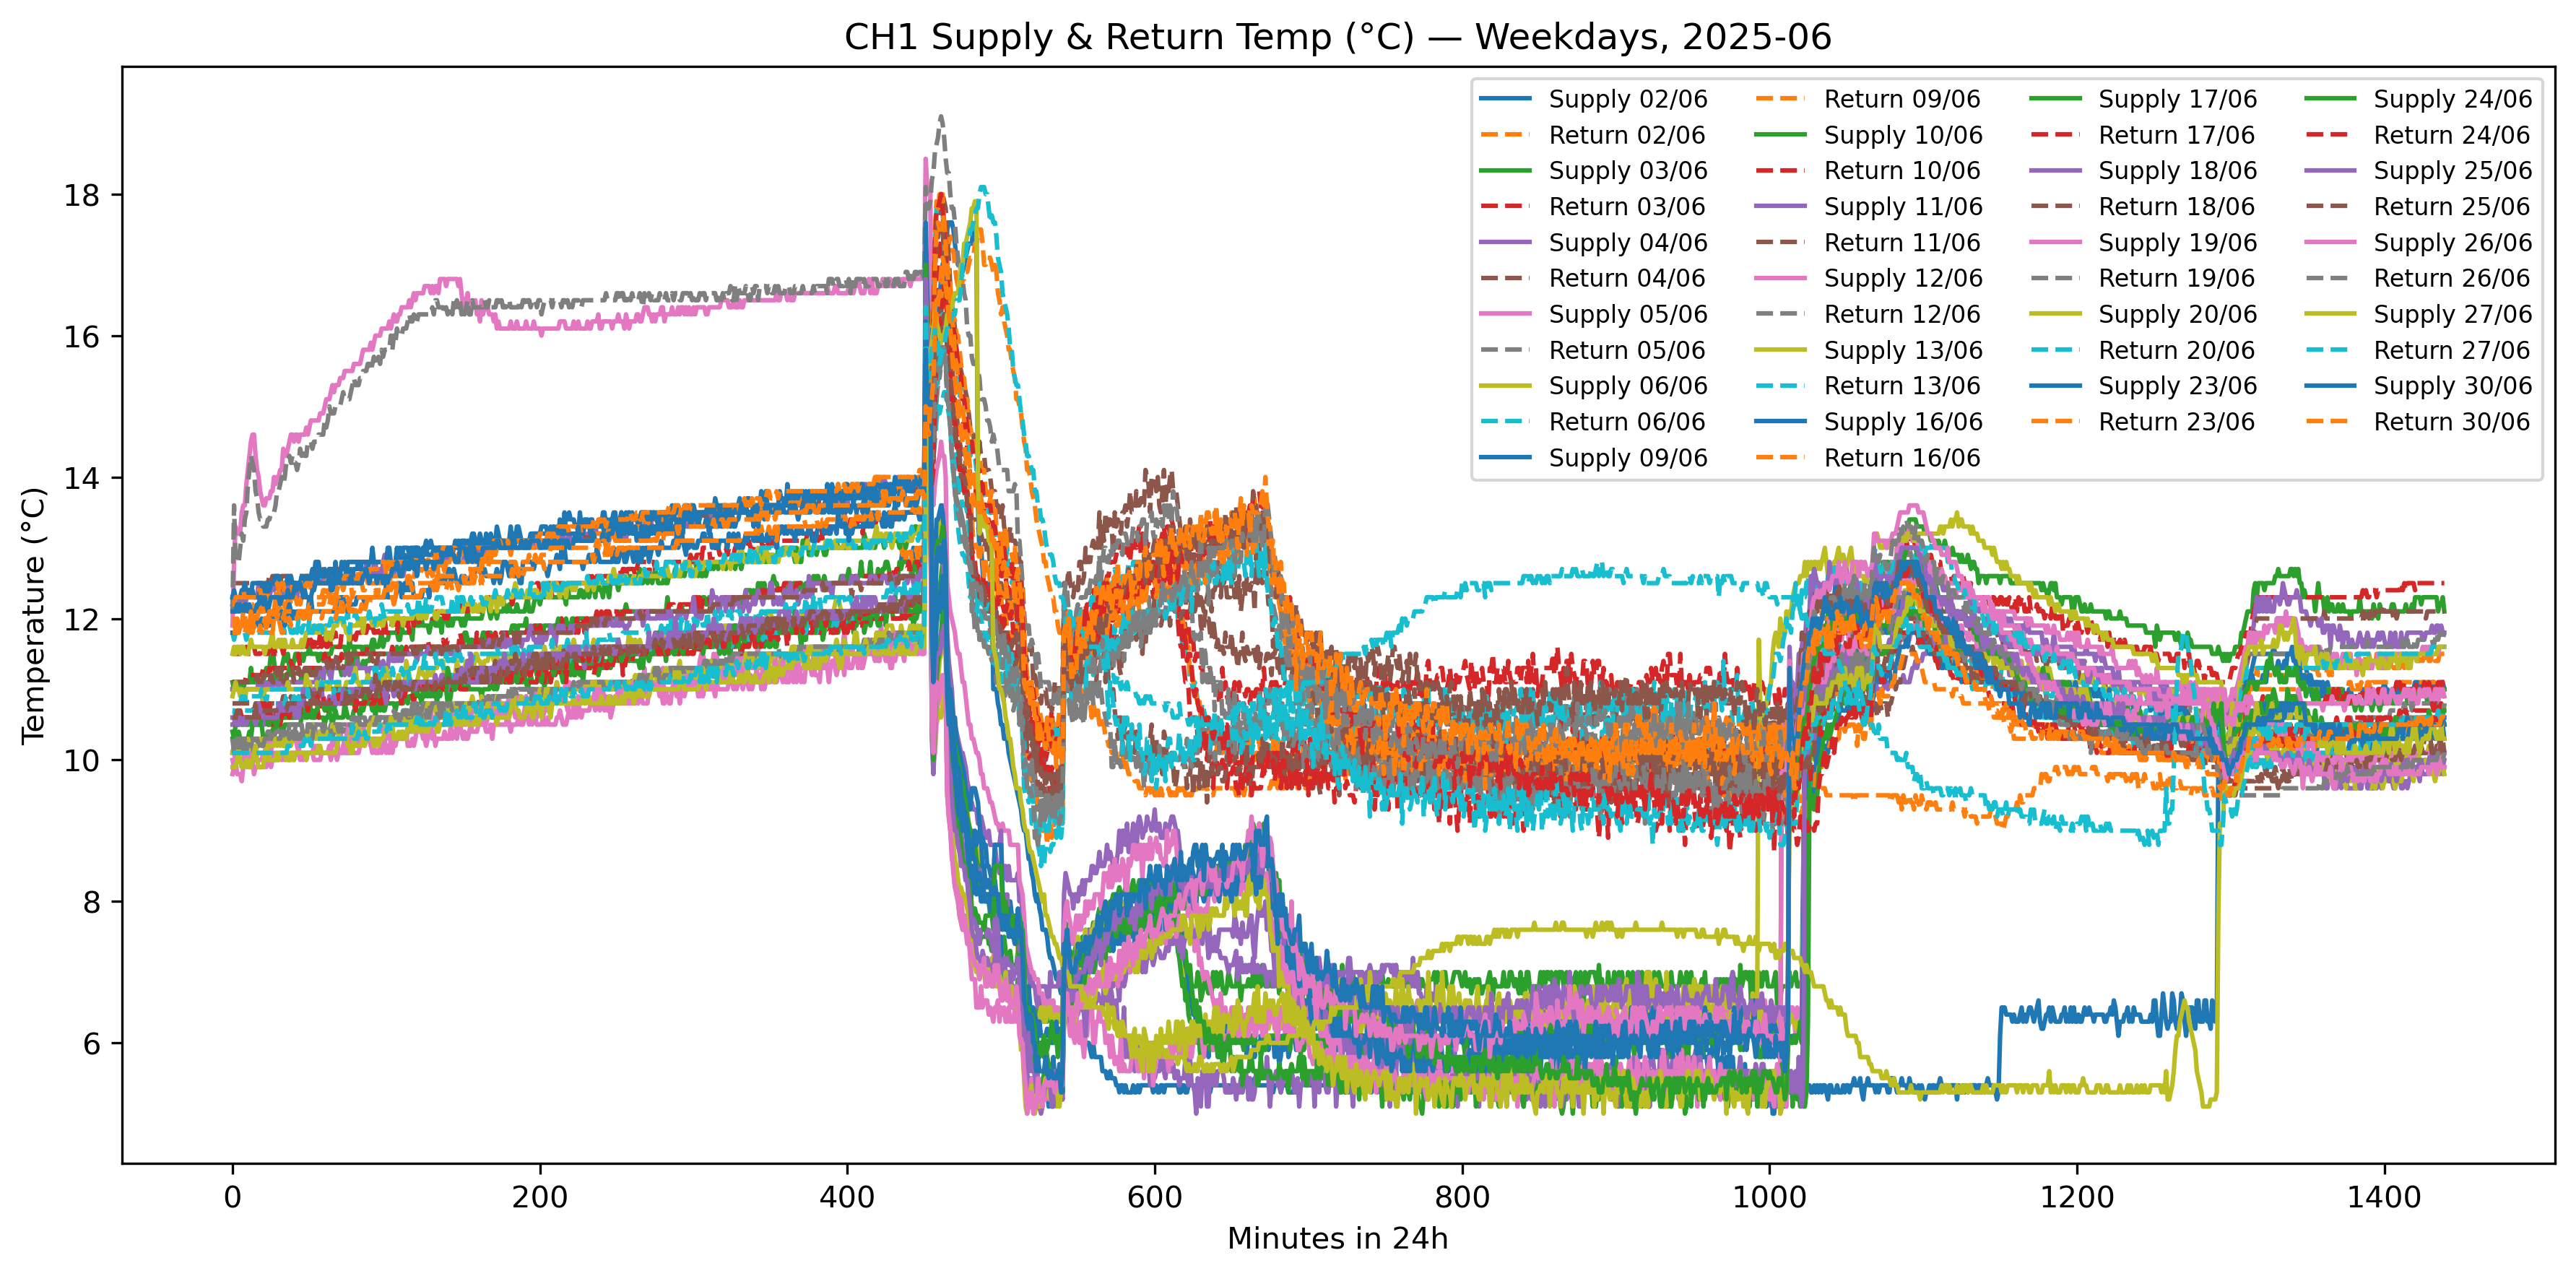 CH1 Supply & Return Temp (°C) — Weekdays, 2025-06
Supply 02/06
Return 02/06
Supply 03/06
Return 03/06
Supply 04/06
Return 04/06
Supply 05/06
Return 05/06
Supply 06/06
Return 06/06
Supply 09/06
Return 09/06
Supply 10/06
Return 10/06
Supply 11/06
Return 11/06
Supply 12/06
Return 12/06
Supply 13/06
Return 13/06
Supply 16/06
Return 16/06
Supply 17/06
Return 17/06
Supply 18/06
Return 18/06
Supply 19/06
Return 19/06
Supply 20/06
Return 20/06
Supply 23/06
Return 23/06
Supply 24/06
Return 24/06
Supply 25/06
Return 25/06
Supply 26/06
Return 26/06
Supply 27/06
Return 27/06
Supply 30/06
Return 30/06
Temperature (°C)
18
16
14
12
10
8
6
0
200
400
600
800
1000
1200
1400
Minutes in 24h